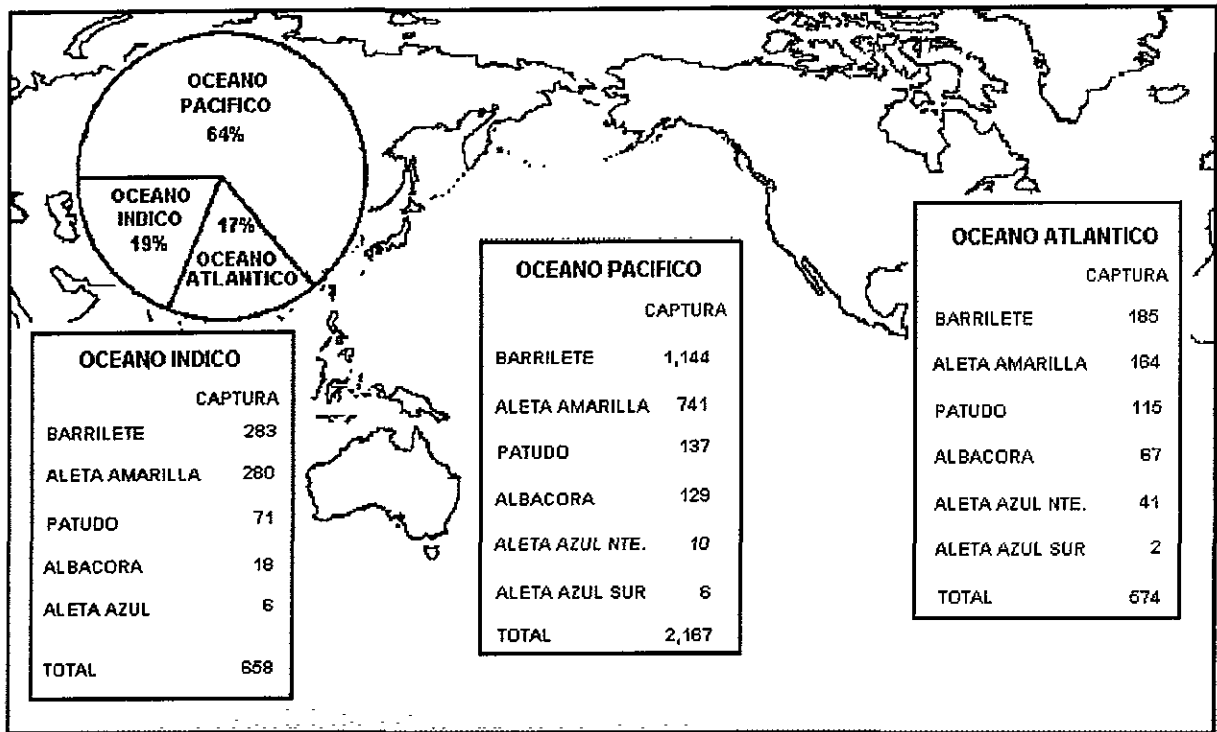 OCEANO
PACIFICO
64%
OCEANO
INDICO
19%
17%
OCEANO
ATLANTICO
OCEANO INDICO
CAPTURA
BARRILETE 283
ALETA AMARILLA 280
PATUDO 71
ALBACORA 18
ALETA AZUL 6
TOTAL 658
OCEANO PACIFICO
CAPTURA
BARRILETE 1,144
ALETA AMARILLA 741
PATUDO 137
ALBACORA 129
ALETA AZUL NTE. 10
ALETA AZUL SUR 6
TOTAL 2,167
OCEANO ATLANTICO
CAPTURA
BARRILETE 185
ALETA AMARILLA 164
PATUDO 115
ALBACORA 67
ALETA AZUL NTE. 41
ALETA AZUL SUR 2
TOTAL 574